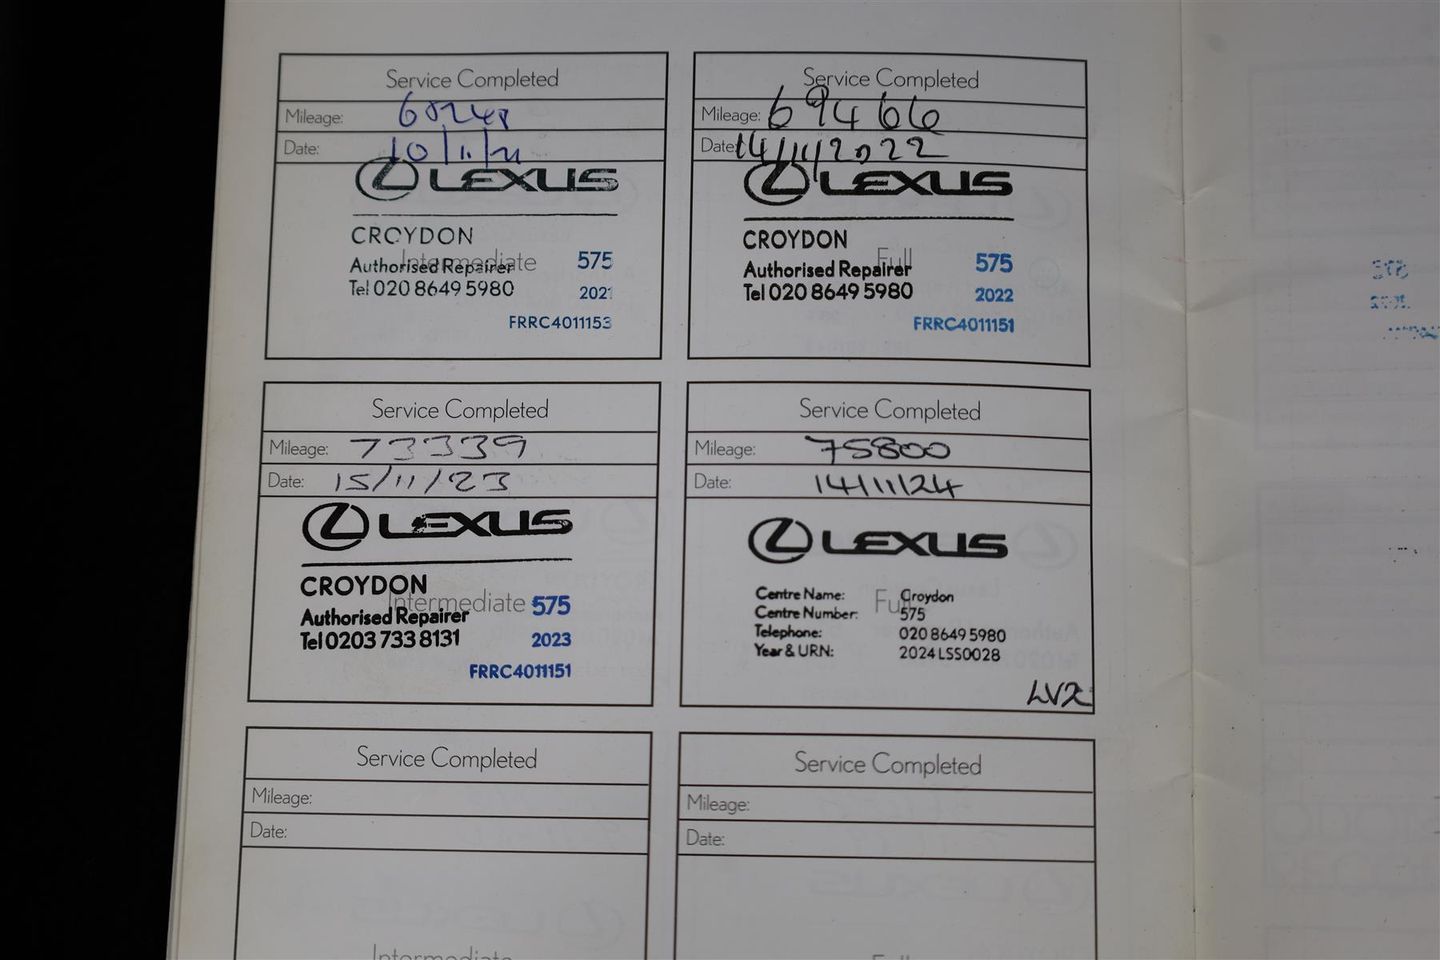 Service Completed
Mileage: 60248
Date: 10/11/21
LEXUS
CROYDON
Intermediate
Authorised Repairer 575
Tel 020 8649 5980 2021
FRRC4011153
Service Completed
Mileage: 69466
Date: 14/11/2022
LEXUS
CROYDON
Full
Authorised Repairer 575
Tel 020 8649 5980 2022
FRRC4011151
Service Completed
Mileage: 73339
Date: 15/11/23
LEXUS
CROYDON
Intermediate 575
Authorised Repairer
Tel 0203 733 8131 2023
FRRC4011151
Service Completed
Mileage: 75800
Date: 14/11/24
LEXUS
Centre Name: Croydon
Full
Centre Number: 575
Telephone: 020 8649 5980
Year & URN: 2024 LSS0028
Service Completed
Mileage:
Date:
Intermediate
Service Completed
Mileage:
Date:
Full